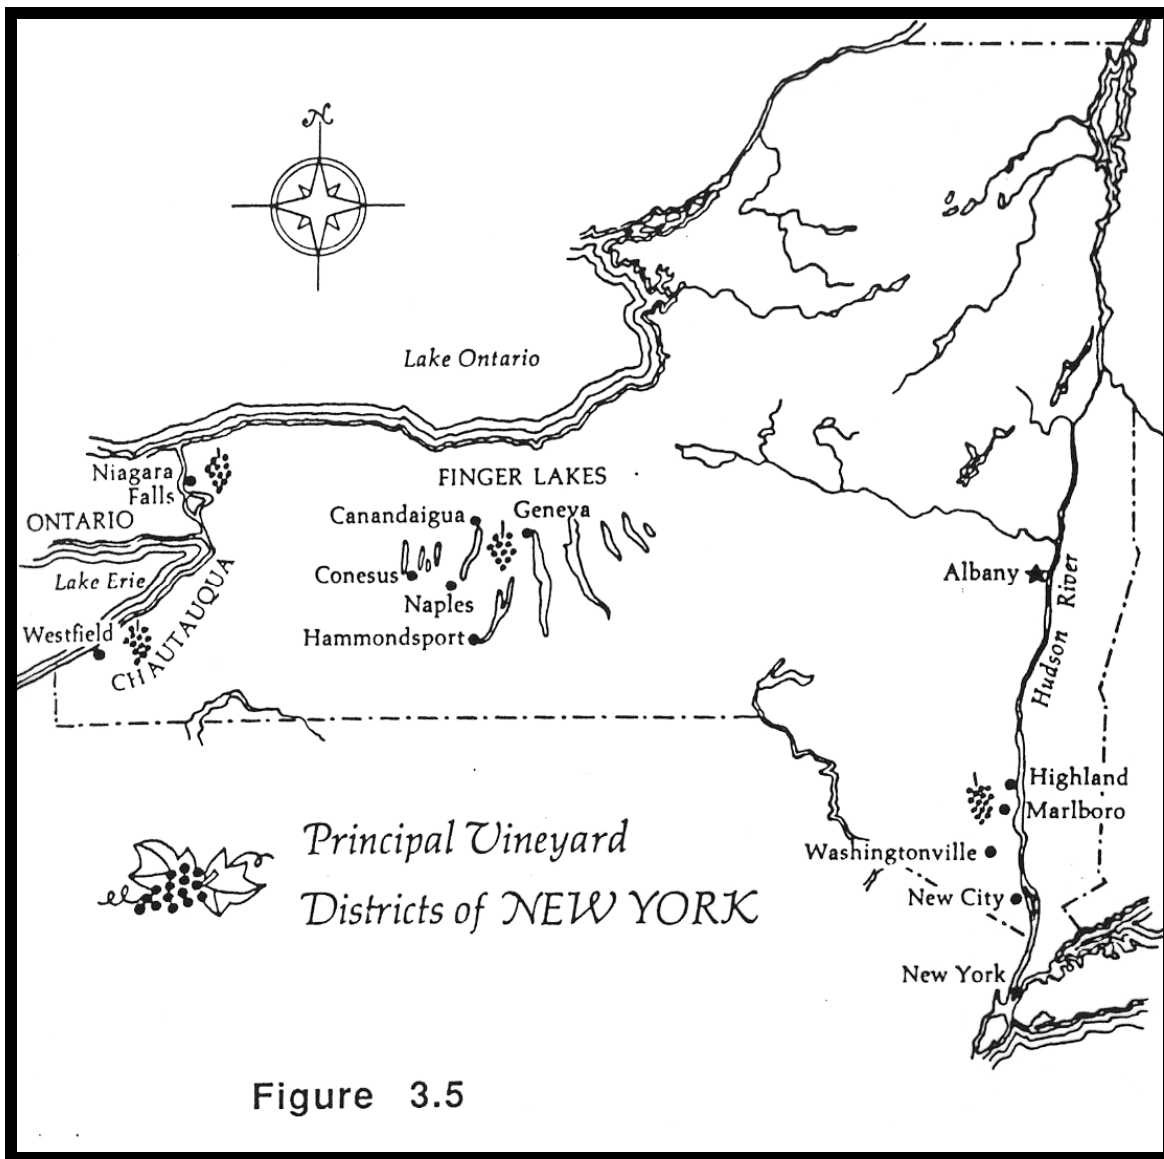 N
Lake Ontario
Niagara
Falls
FINGER LAKES
ONTARIO
Canandaigua
Geneva
Lake Erie
Conesus
Naples
Albany
Hudson River
Westfield
CHAUTAUQUA
Hammondsport
Highland
Marlboro
Washingtonville
New City
New York
Principal Vineyard
Districts of NEW YORK
Figure 3.5